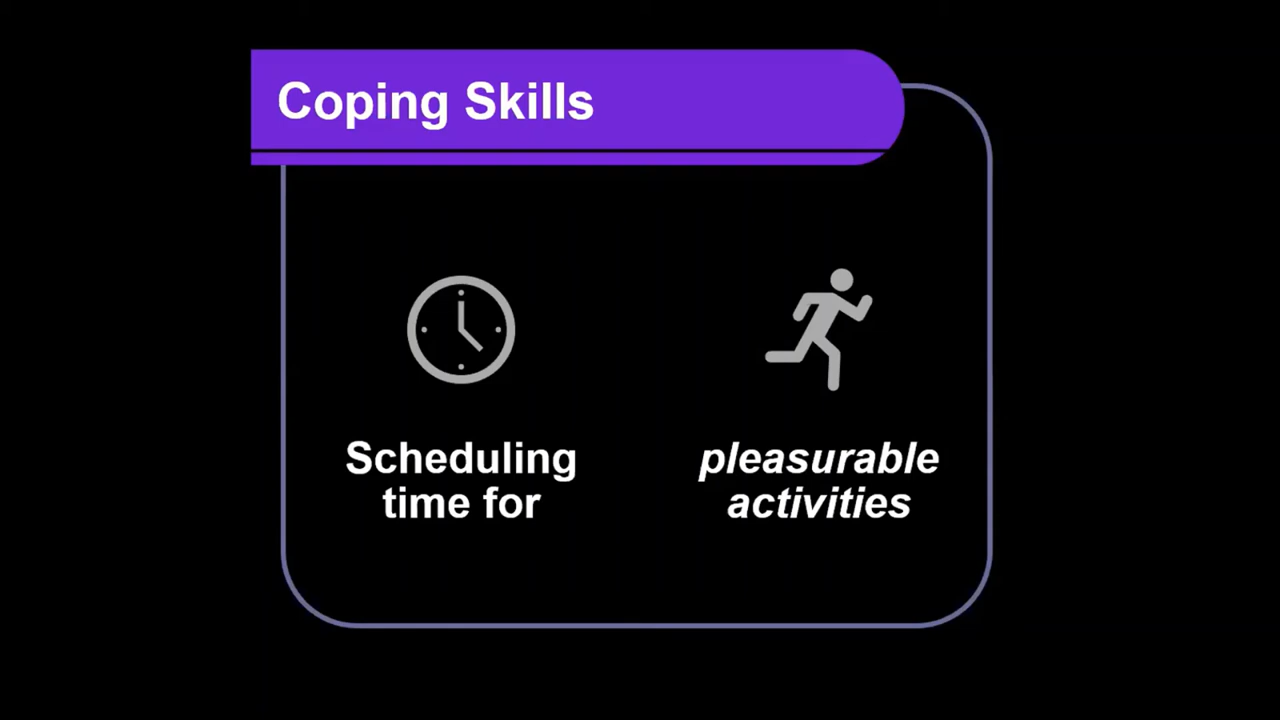 Coping Skills
Scheduling
time for
pleasurable
activities